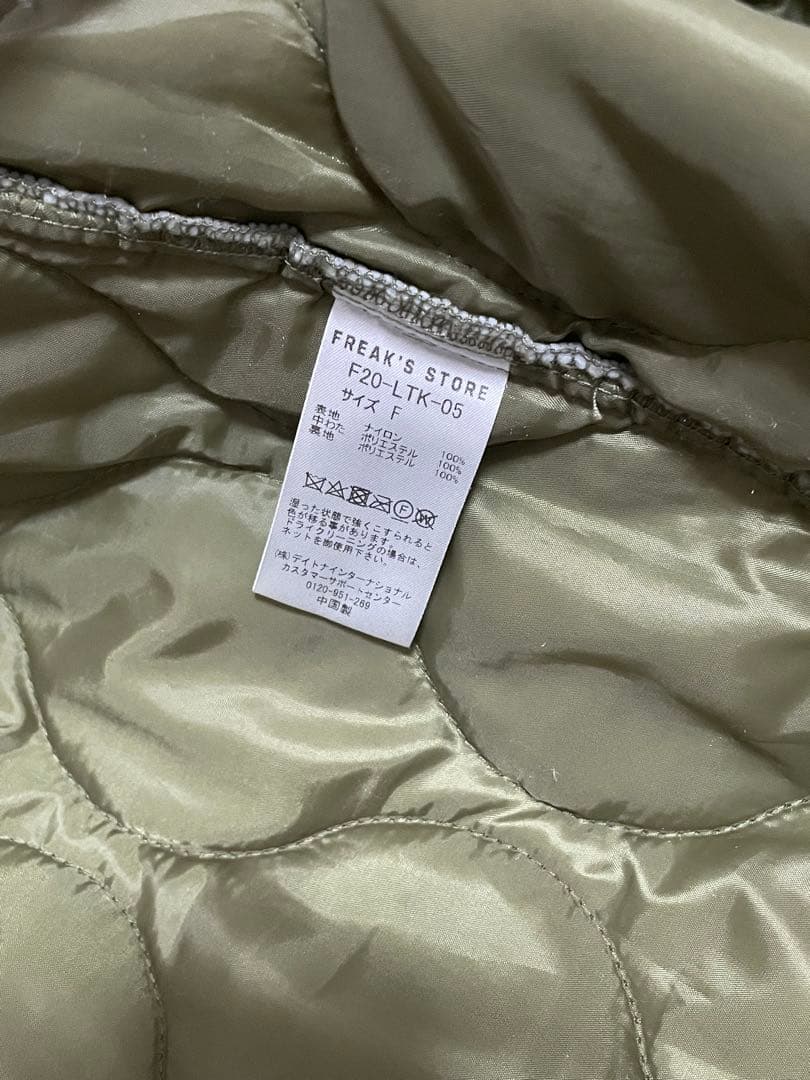 FREAK'S STORE
F20-LTK-05
サイズ F
表地 ナイロン 100%
中わた ポリエステル 100%
裏地 ポリエステル 100%
F W
湿った状態で強くこすられると
色が移る事があります
ドライクリーニングの場合は、
ネットを御使用下さい。
(株)デイトナインターナショナル
カスタマーサポートセンター
0120-951-269
中国製